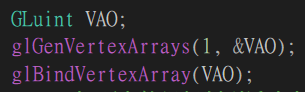 GLuint VAO;
glGenVertexArrays(1, &VAO);
glBindVertexArray(VAO);